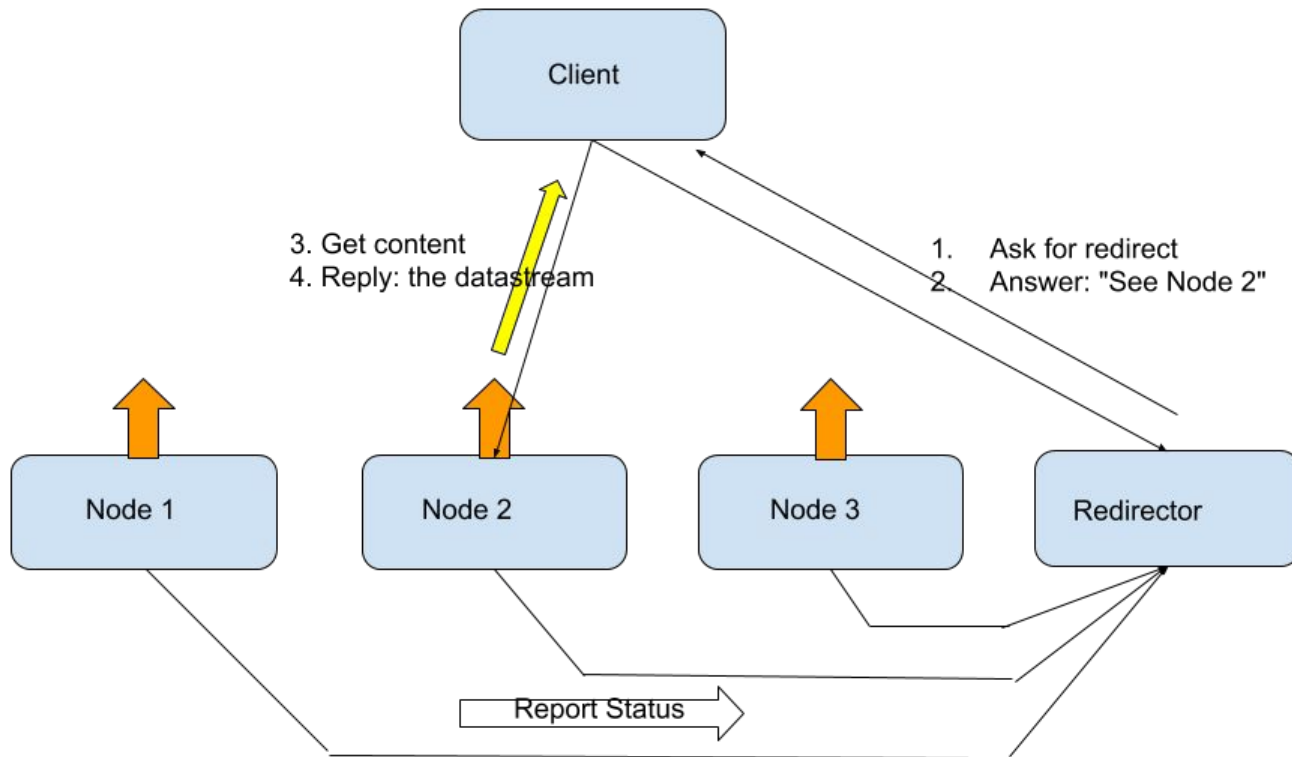 Client
3. Get content
4. Reply: the datastream
1. Ask for redirect
2. Answer: "See Node 2"
Node 1
Node 2
Node 3
Redirector
Report Status